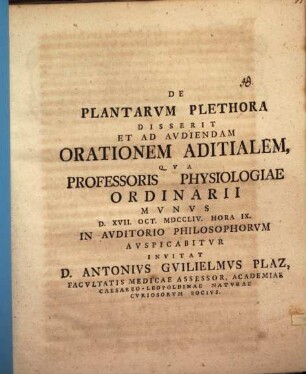 DE
PLANTARVM PLETHORA
DISSERIT
ET AD AVDIENDAM
ORATIONEM ADITIALEM,
QVA
PROFESSORIS PHYSIOLOGIAE
ORDINARII
MVNVS
D. XVII. OCT. MDCCLIV. HORA IX.
IN AVDITORIO PHILOSOPHORVM
AVSPICABITVR
INVITAT
D. ANTONIVS GVILIELMVS PLAZ,
FACVLTATIS MEDICAE ASSESSOR, ACADEMIAE
CAESAREO-LEOPOLDINAE NATVRAE
CVRIOSORVM SOCIVS.